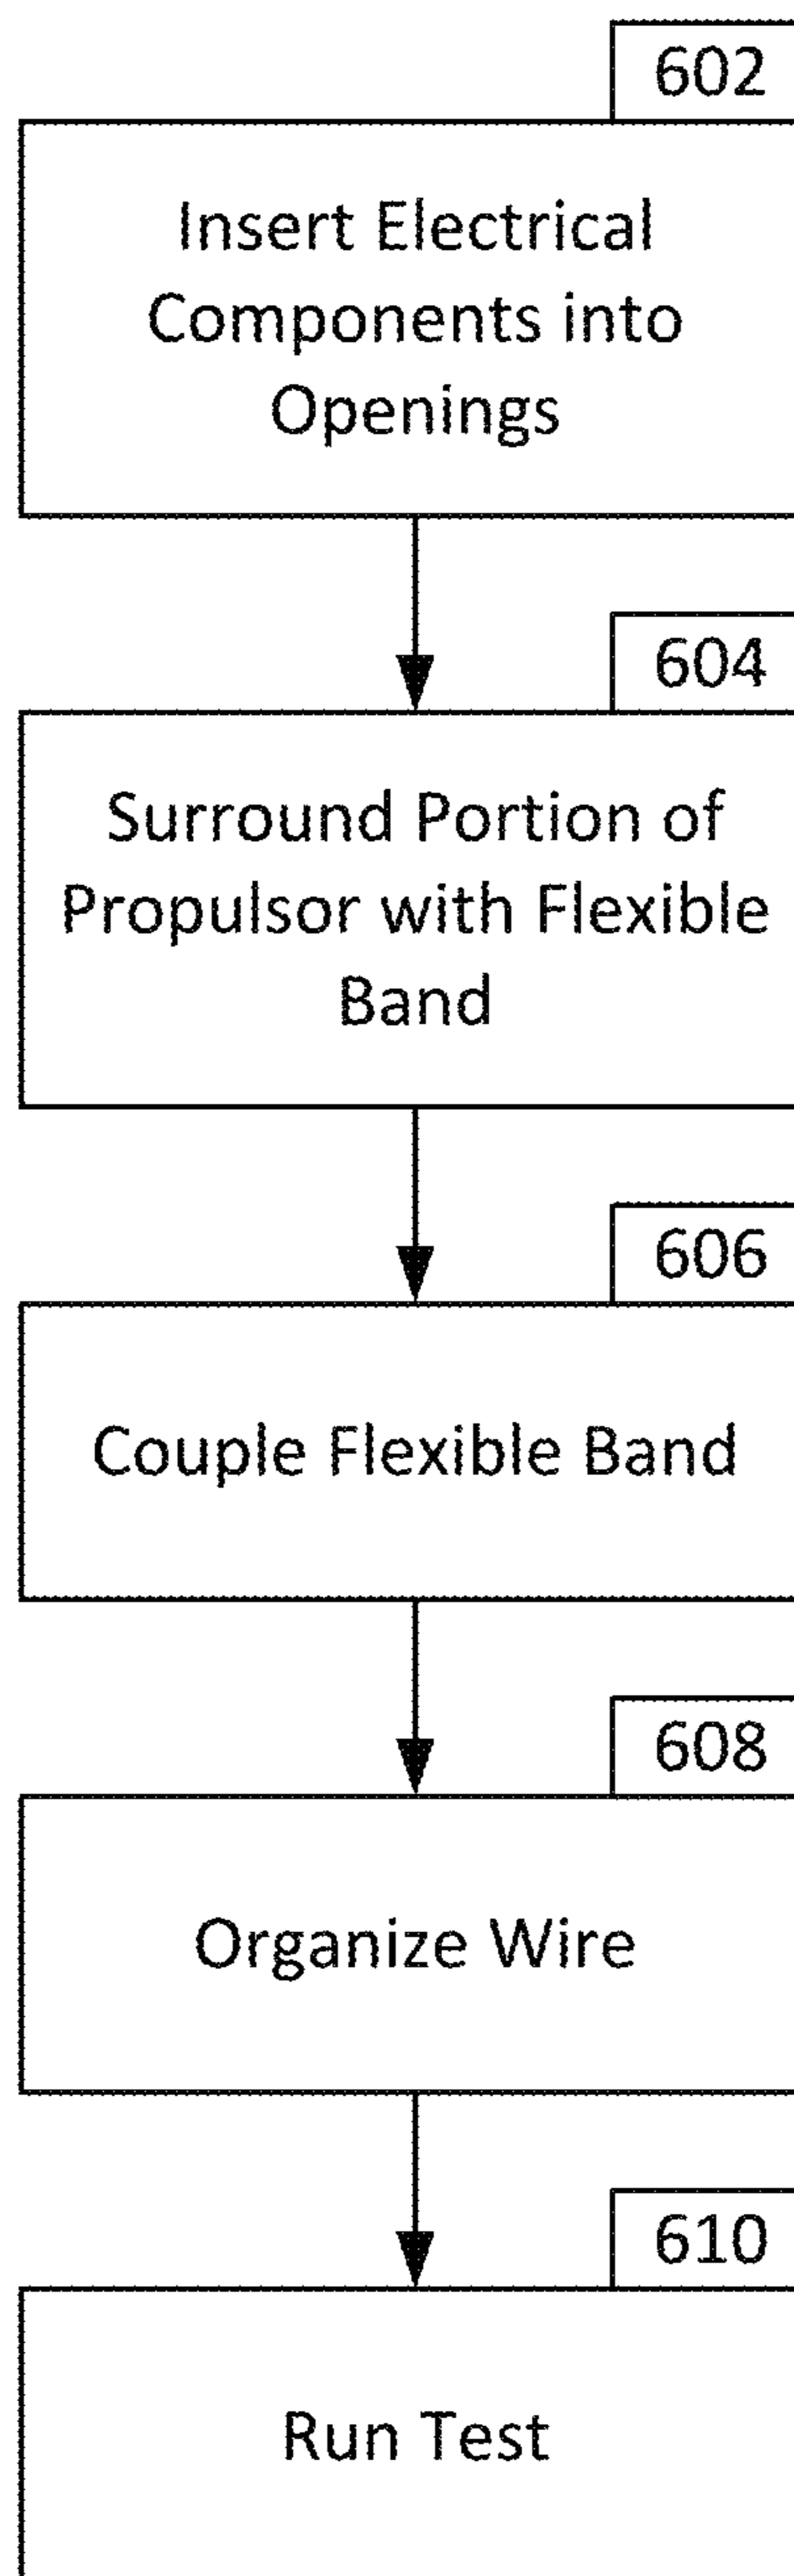 602
Insert Electrical
Components into
Openings
604
Surround Portion of
Propulsor with Flexible
Band
606
Couple Flexible Band
608
Organize Wire
610
Run Test